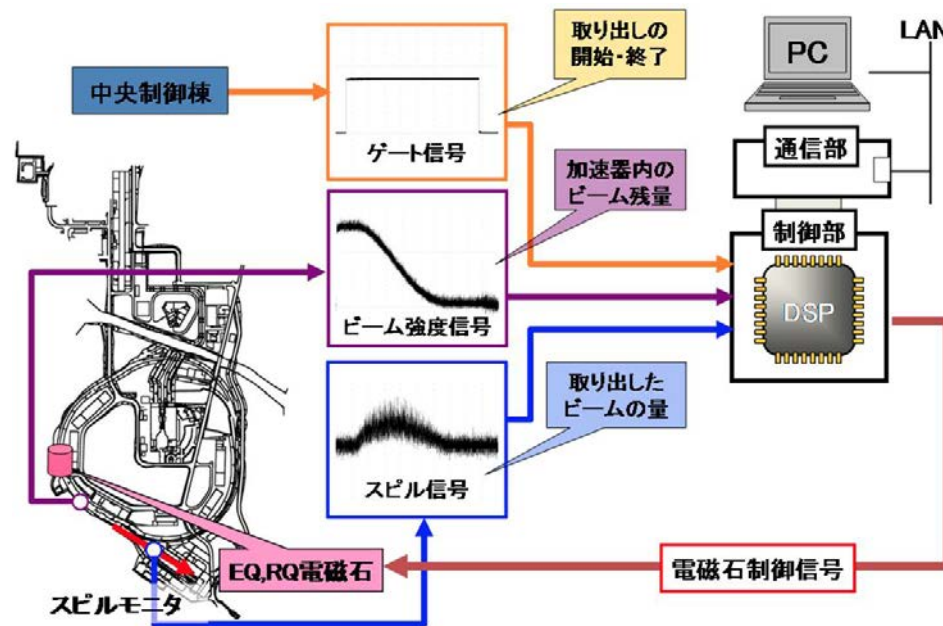 中央制御棟
取り出しの
開始・終了
ゲート信号
加速器内の
ビーム残量
ビーム強度信号
取り出した
ビームの量
スピル信号
PC
LAN
通信部
制御部
DSP
EQ,RQ電磁石
電磁石制御信号
スピルモニタ